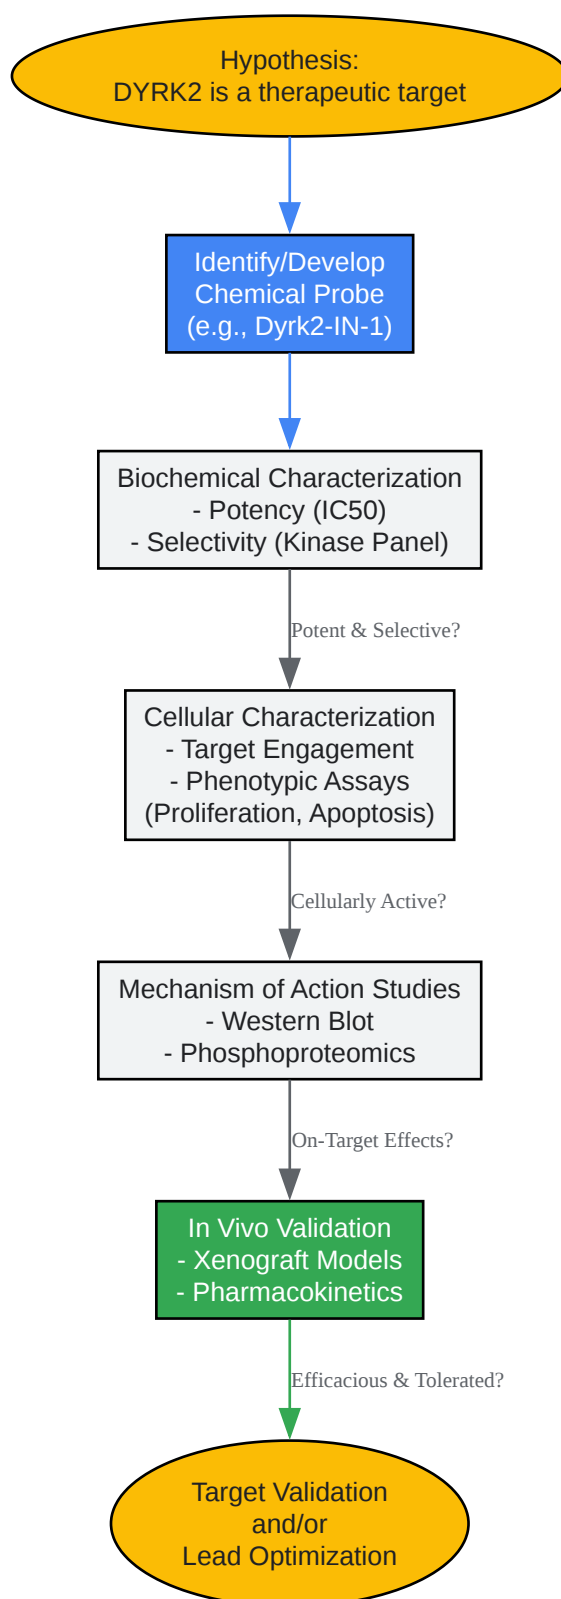 Hypothesis:
DYRK2 is a therapeutic target
Identify/Develop
Chemical Probe
(e.g., Dyrk2-IN-1)
Biochemical Characterization
- Potency (IC50)
- Selectivity (Kinase Panel)
Potent & Selective?
Cellular Characterization
- Target Engagement
- Phenotypic Assays
(Proliferation, Apoptosis)
Cellularly Active?
Mechanism of Action Studies
- Western Blot
- Phosphoproteomics
On-Target Effects?
In Vivo Validation
- Xenograft Models
- Pharmacokinetics
Efficacious & Tolerated?
Target Validation
and/or
Lead Optimization